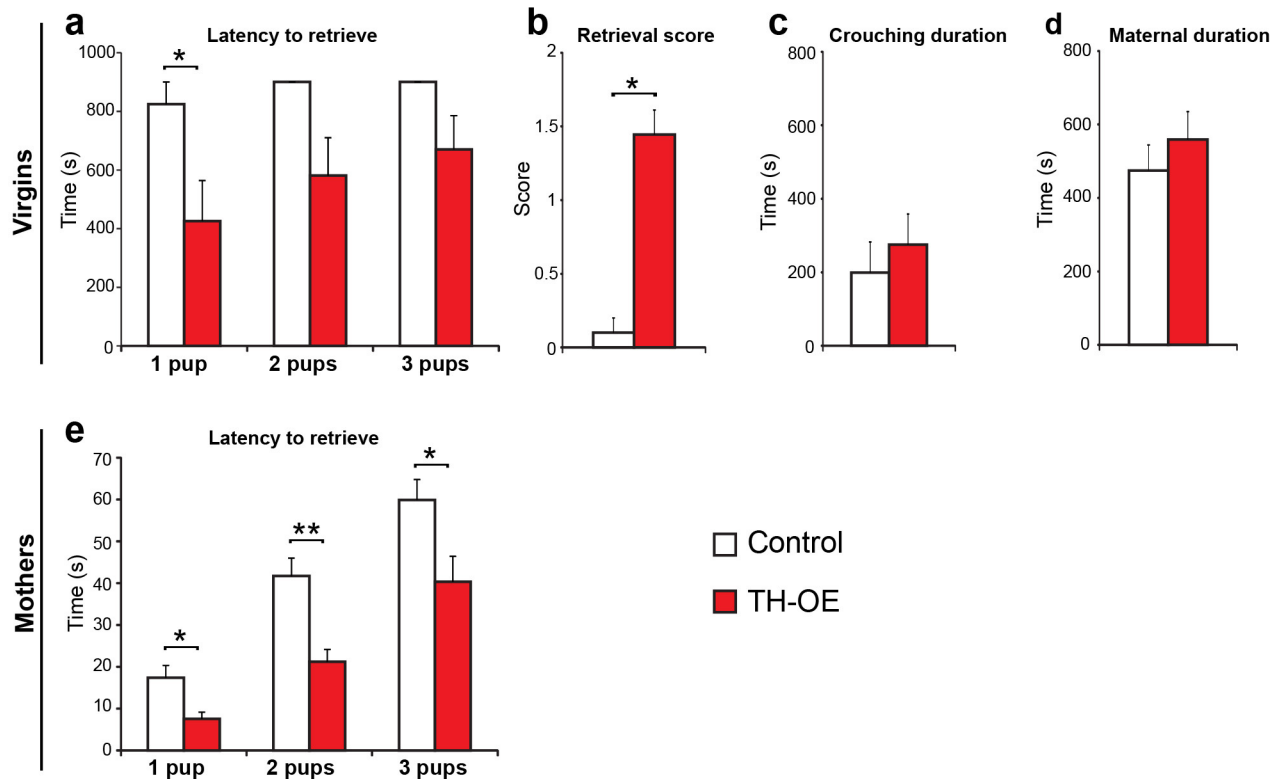 Virgins
a
Latency to retrieve
*
Time (s)
1000
800
600
400
200
0
1 pup
2 pups
3 pups
b
Retrieval score
*
Score
2
1.5
1
0.5
0
c
Crouching duration
Time (s)
800
600
400
200
0
d
Maternal duration
Time (s)
800
600
400
200
0
Mothers
e
Latency to retrieve
*
**
*
Time (s)
70
60
50
40
30
20
10
0
1 pup
2 pups
3 pups
Control
TH-OE